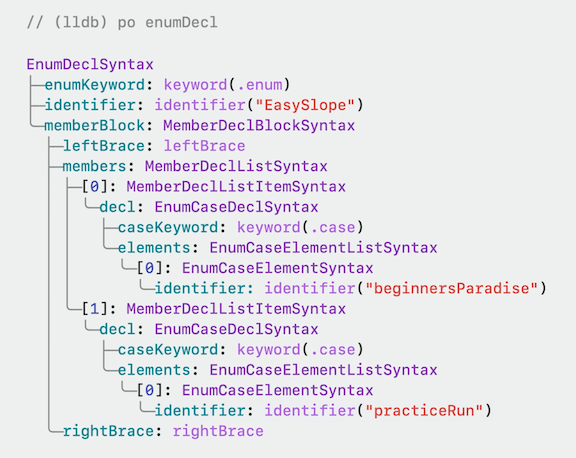 // (lldb) po enumDecl
EnumDeclSyntax
├─enumKeyword: keyword(.enum)
├─identifier: identifier("EasySlope")
╰─memberBlock: MemberDeclBlockSyntax
  ├─leftBrace: leftBrace
  ├─members: MemberDeclListSyntax
  │ ├─[0]: MemberDeclListItemSyntax
  │ │ ╰─decl: EnumCaseDeclSyntax
  │ │   ├─caseKeyword: keyword(.case)
  │ │   ╰─elements: EnumCaseElementListSyntax
  │ │     ╰─[0]: EnumCaseElementSyntax
  │ │       ╰─identifier: identifier("beginnersParadise")
  │ ╰─[1]: MemberDeclListItemSyntax
  │   ╰─decl: EnumCaseDeclSyntax
  │     ├─caseKeyword: keyword(.case)
  │     ╰─elements: EnumCaseElementListSyntax
  │       ╰─[0]: EnumCaseElementSyntax
  │         ╰─identifier: identifier("practiceRun")
  ╰─rightBrace: rightBrace